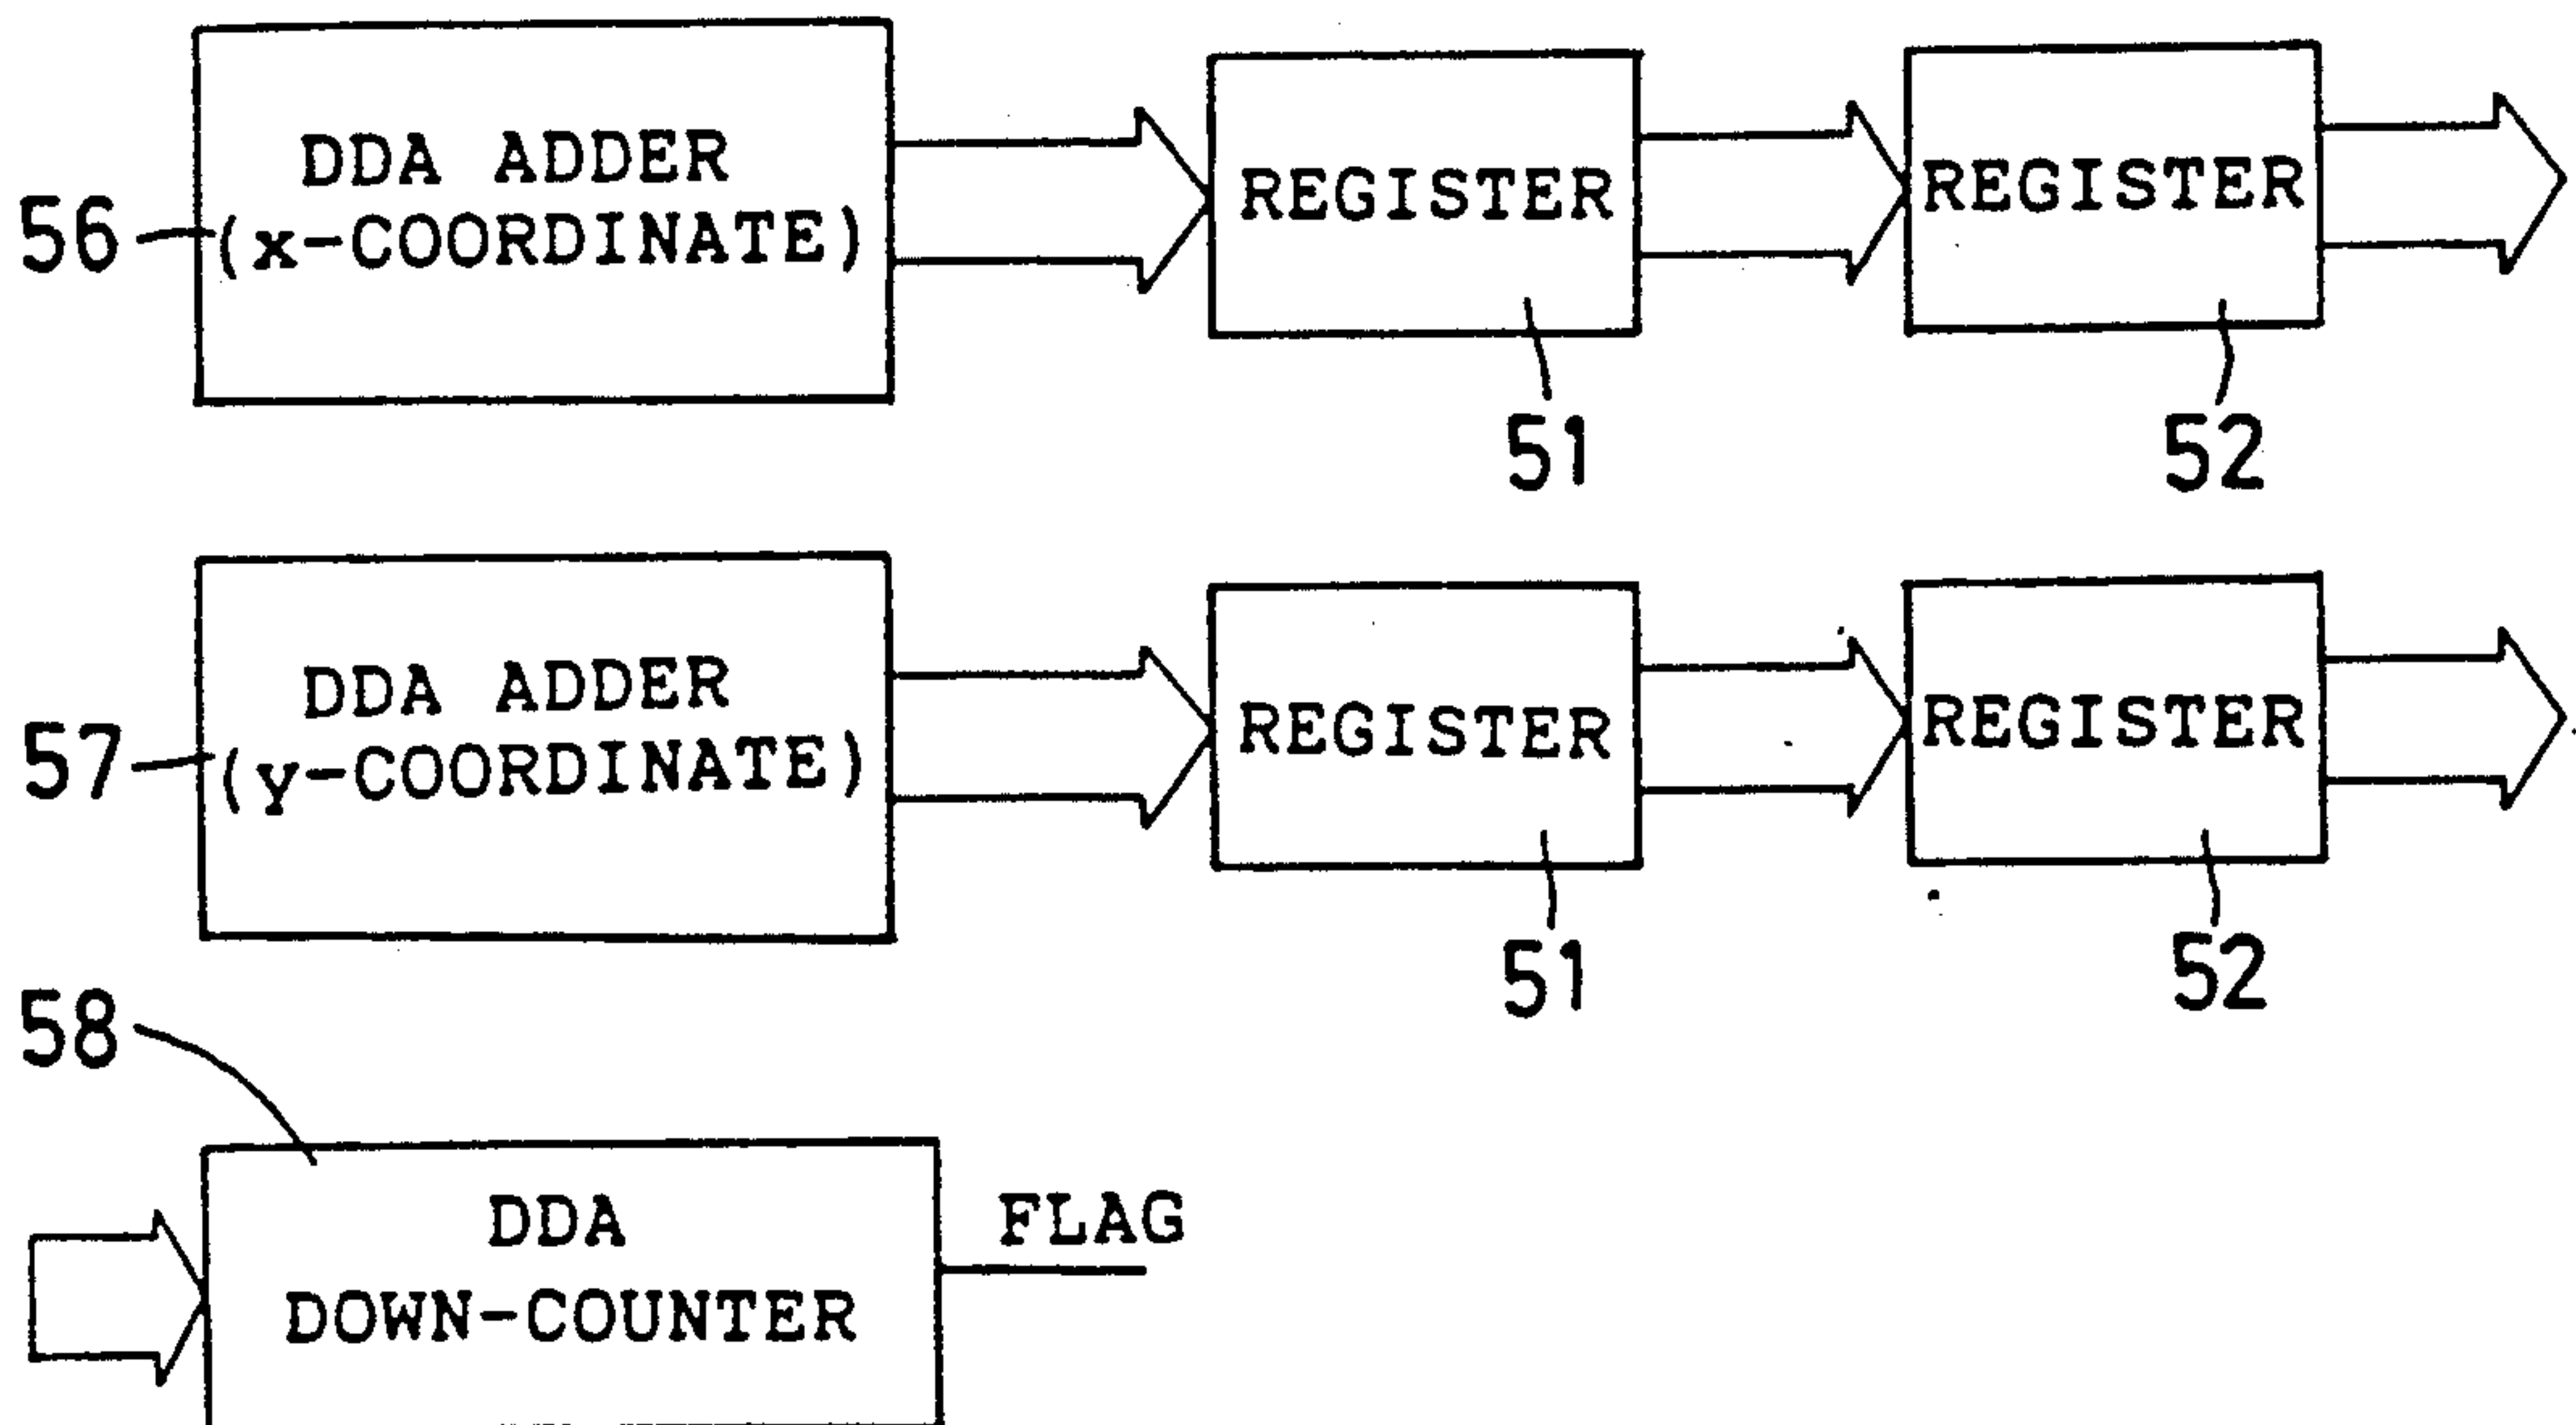 DDA ADDER
(x-COORDINATE)
56
REGISTER
51
REGISTER
52
DDA ADDER
(y-COORDINATE)
57
REGISTER
51
REGISTER
52
58
DDA
DOWN-COUNTER
FLAG